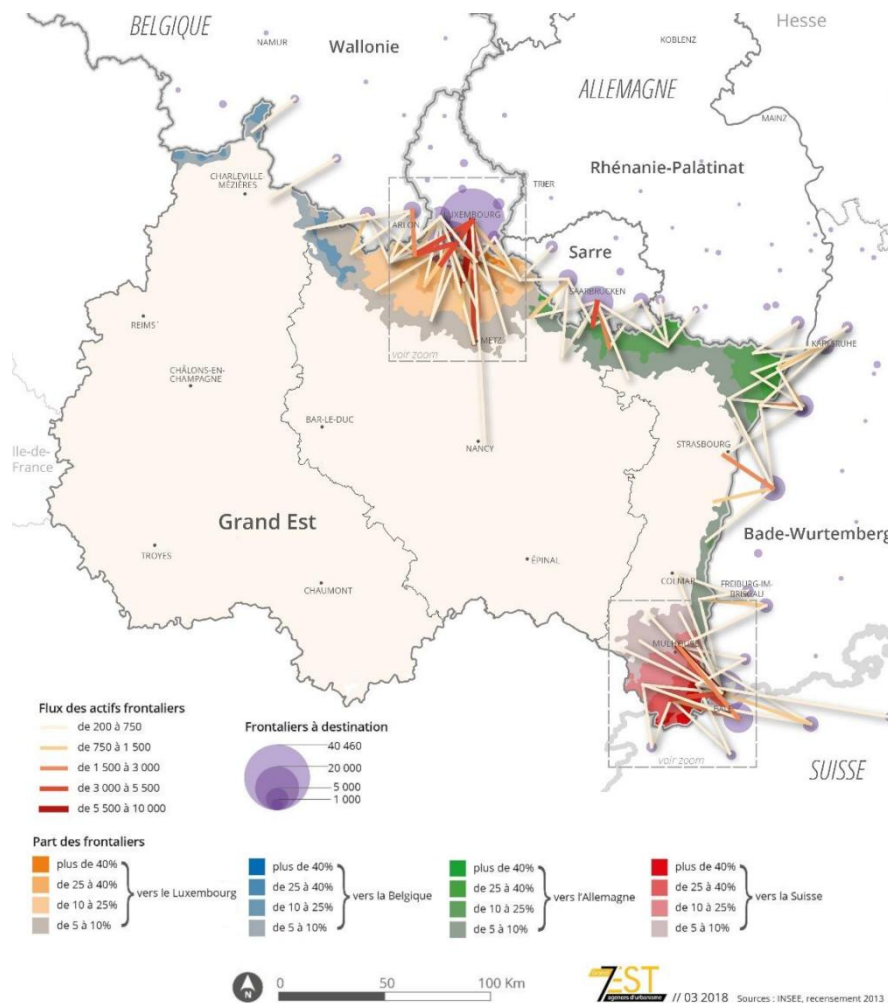 BELGIQUE
Hesse
NAMUR
Wallonie
KOBLENZ
ALLEMAGNE
MAINZ
Rhénanie-Palatinat
CHARLEVILLE-
MÉZIÈRES
TRIER
LUXEMBOURG
ARLON
Sarre
SAARBRÜCKEN
REIMS
METZ
voir zoom
KARLSRUHE
CHÂLONS-EN-
CHAMPAGNE
BAR-LE-DUC
NANCY
STRASBOURG
Ile-de-
France
Grand Est
Bade-Wurtemberg
TROYES
ÉPINAL
CHAUMONT
COLMAR
FREIBURG-IM-
BRISGAU
MULHOUSE
voir zoom
SUISSE
Flux des actifs frontaliers
de 200 à 750
de 750 à 1 500
de 1 500 à 3 000
de 3 000 à 5 500
de 5 500 à 10 000
Frontaliers à destination
40 460
20 000
5 000
1 000
Part des frontaliers
plus de 40%
de 25 à 40%
de 10 à 25%
de 5 à 10%
vers le Luxembourg
plus de 40%
de 25 à 40%
de 10 à 25%
de 5 à 10%
vers la Belgique
plus de 40%
de 25 à 40%
de 10 à 25%
de 5 à 10%
vers l'Allemagne
plus de 40%
de 25 à 40%
de 10 à 25%
de 5 à 10%
vers la Suisse
N
0 50 100 Km
7EST
agences d'urbanisme
// 03 2018 Sources : INSEE, recensement 2013